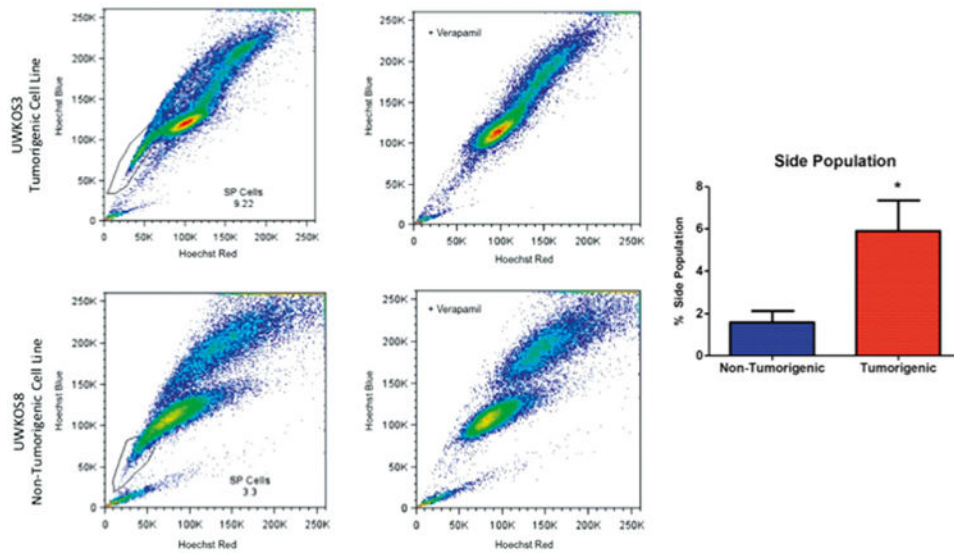 UWKOS3
Tumorigenic Cell Line
250K
200K
150K
100K
50K
0
Hoechst Blue
SP Cells
9.22
0 50K 100K 150K 200K 250K
Hoechst Red
250K
200K
150K
100K
50K
0
Hoechst Blue
+ Verapamil
0 50K 100K 150K 200K 250K
Hoechst Red
Side Population
8
6
4
2
0
% Side Population
*
Non-Tumorigenic Tumorigenic
UWKOS8
Non-Tumorigenic Cell Line
250K
200K
150K
100K
50K
0
Hoechst Blue
SP Cells
3.3
0 50K 100K 150K 200K 250K
Hoechst Red
250K
200K
150K
100K
50K
0
Hoechst Blue
+ Verapamil
0 50K 100K 150K 200K 250K
Hoechst Red